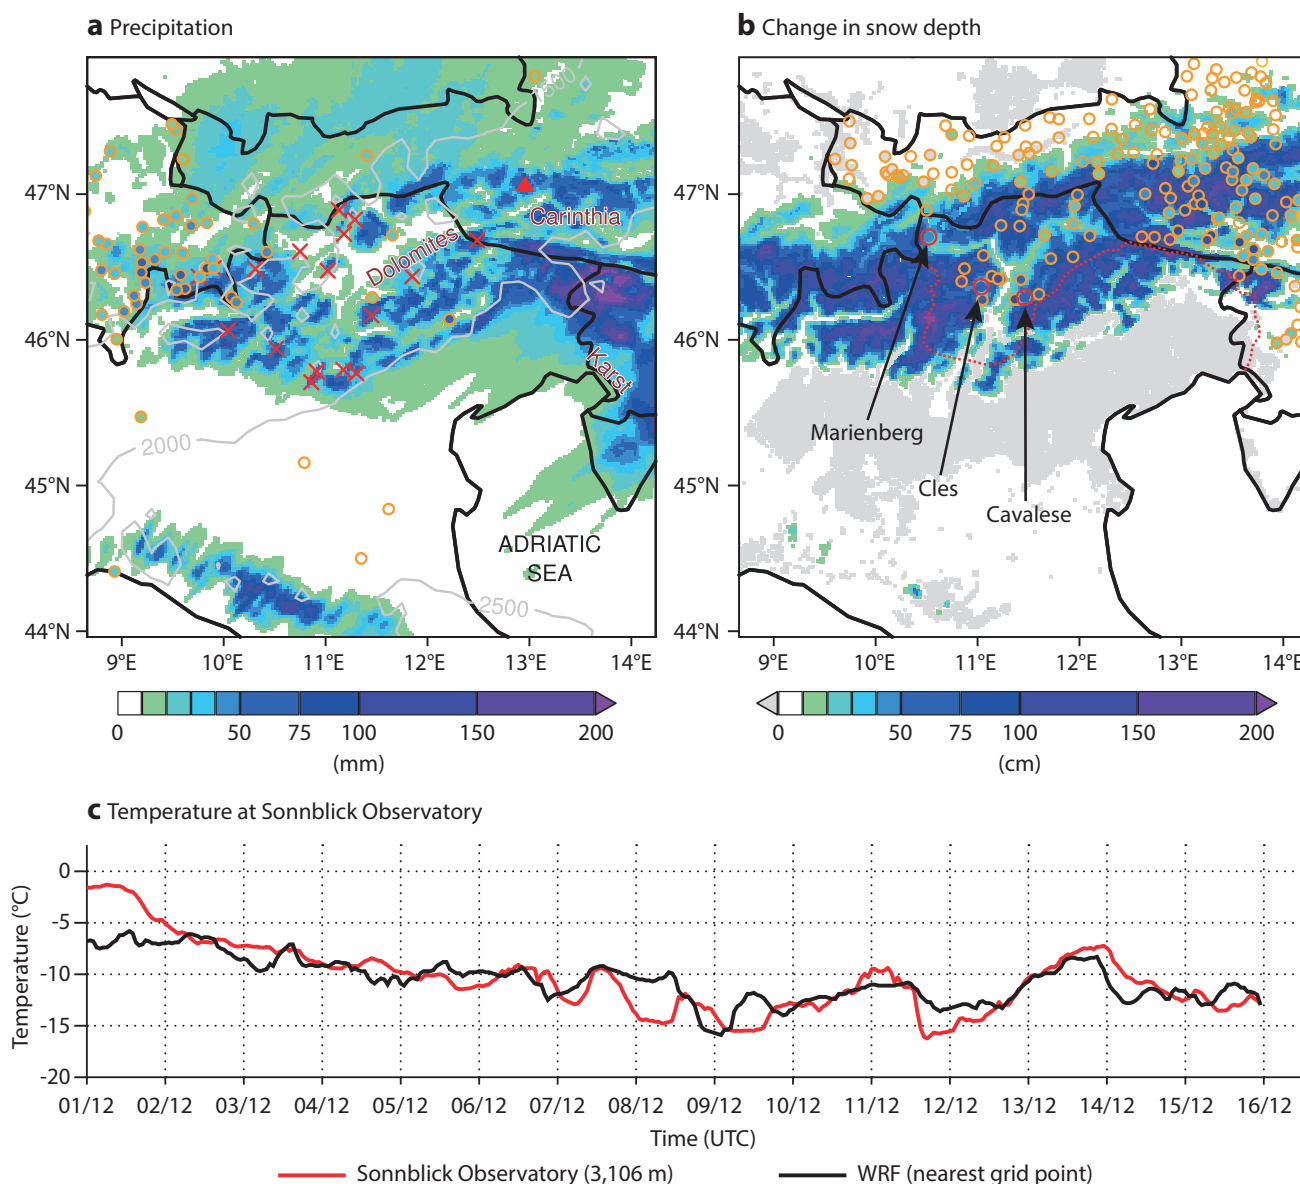 a Precipitation
b Change in snow depth
47°N
46°N
45°N
44°N
9°E 10°E 11°E 12°E 13°E 14°E
1500
2000
2500
Carinthia
Dolomites
Karst
ADRIATIC
SEA
0 50 75 100 150 200
(mm)
47°N
46°N
45°N
44°N
9°E 10°E 11°E 12°E 13°E 14°E
Marienberg
Cles
Cavalese
0 50 75 100 150 200
(cm)
c Temperature at Sonnblick Observatory
Temperature (°C)
0
-5
-10
-15
-20
01/12 02/12 03/12 04/12 05/12 06/12 07/12 08/12 09/12 10/12 11/12 12/12 13/12 14/12 15/12 16/12
Time (UTC)
Sonnblick Observatory (3,106 m) WRF (nearest grid point)